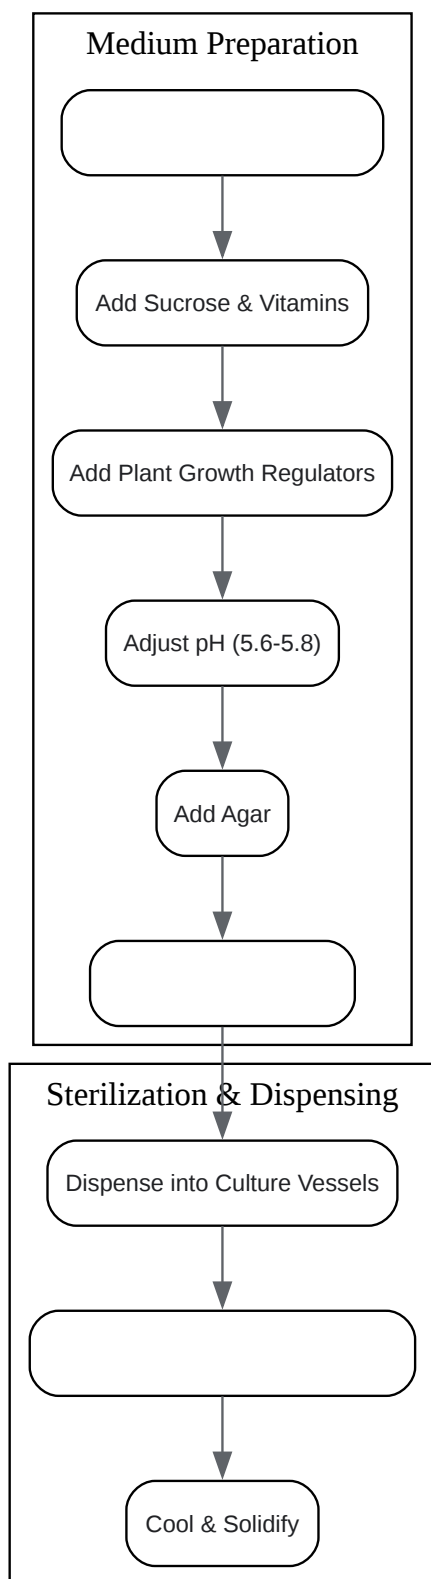 Medium Preparation
Add Sucrose & Vitamins
Add Plant Growth Regulators
Adjust pH (5.6-5.8)
Add Agar
Sterilization & Dispensing
Dispense into Culture Vessels
Cool & Solidify